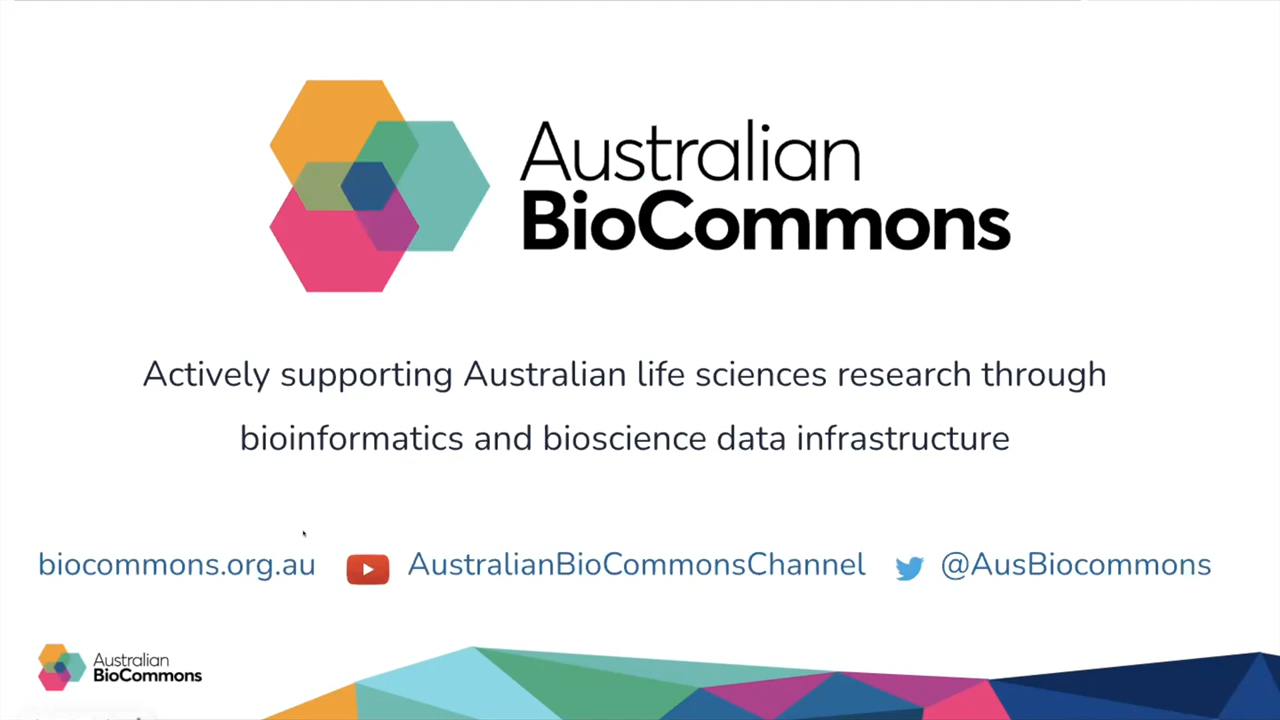 Australian
BioCommons
Actively supporting Australian life sciences research through
bioinformatics and bioscience data infrastructure
biocommons.org.au AustralianBioCommonsChannel @AusBiocommons
Australian
BioCommons